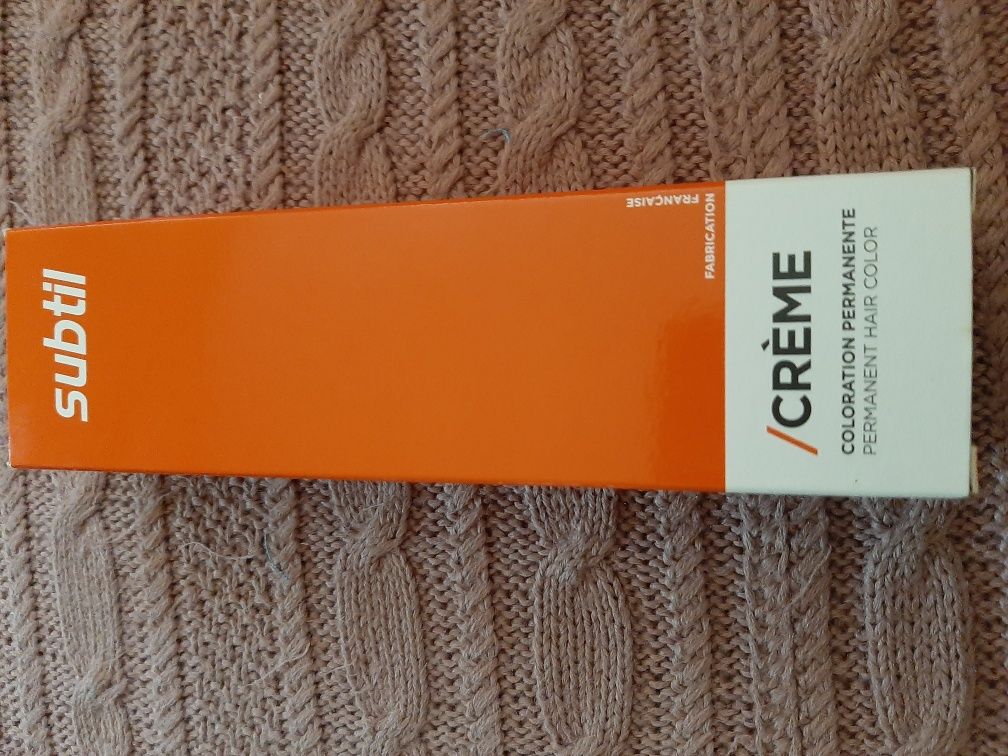 subtil
FABRICATION
FRANÇAISE
/CRÈME
COLORATION PERMANENTE
PERMANENT HAIR COLOR